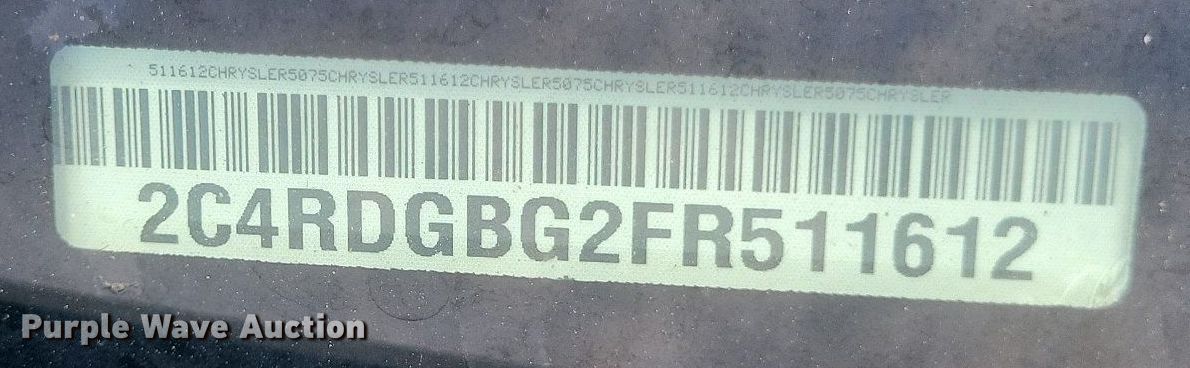 511612CHRYSLER5075CHRYSLER511612CHRYSLER5075CHRYSLER511612CHRYSLER5075CHRYSLER
2C4RDGBG2FR511612
Purple Wave Auction